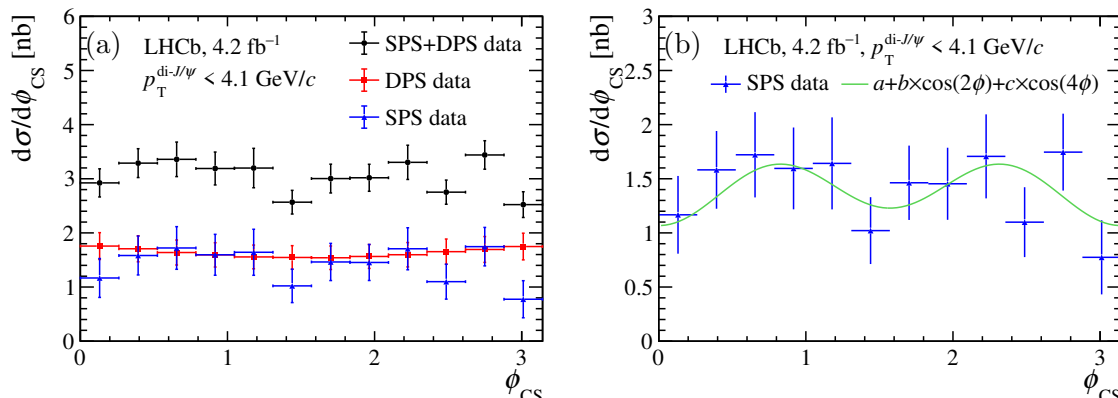 (a)
LHCb, 4.2 fb⁻¹
p_T^{di-J/ψ} < 4.1 GeV/c
SPS+DPS data
DPS data
SPS data
dσ/dϕ_CS [nb]
6
5
4
3
2
1
0
0 1 2 3
ϕ_CS
(b)
LHCb, 4.2 fb⁻¹, p_T^{di-J/ψ} < 4.1 GeV/c
SPS data
a+b×cos(2ϕ)+c×cos(4ϕ)
dσ/dϕ_CS [nb]
3
2.5
2
1.5
1
0.5
0
0 1 2 3
ϕ_CS